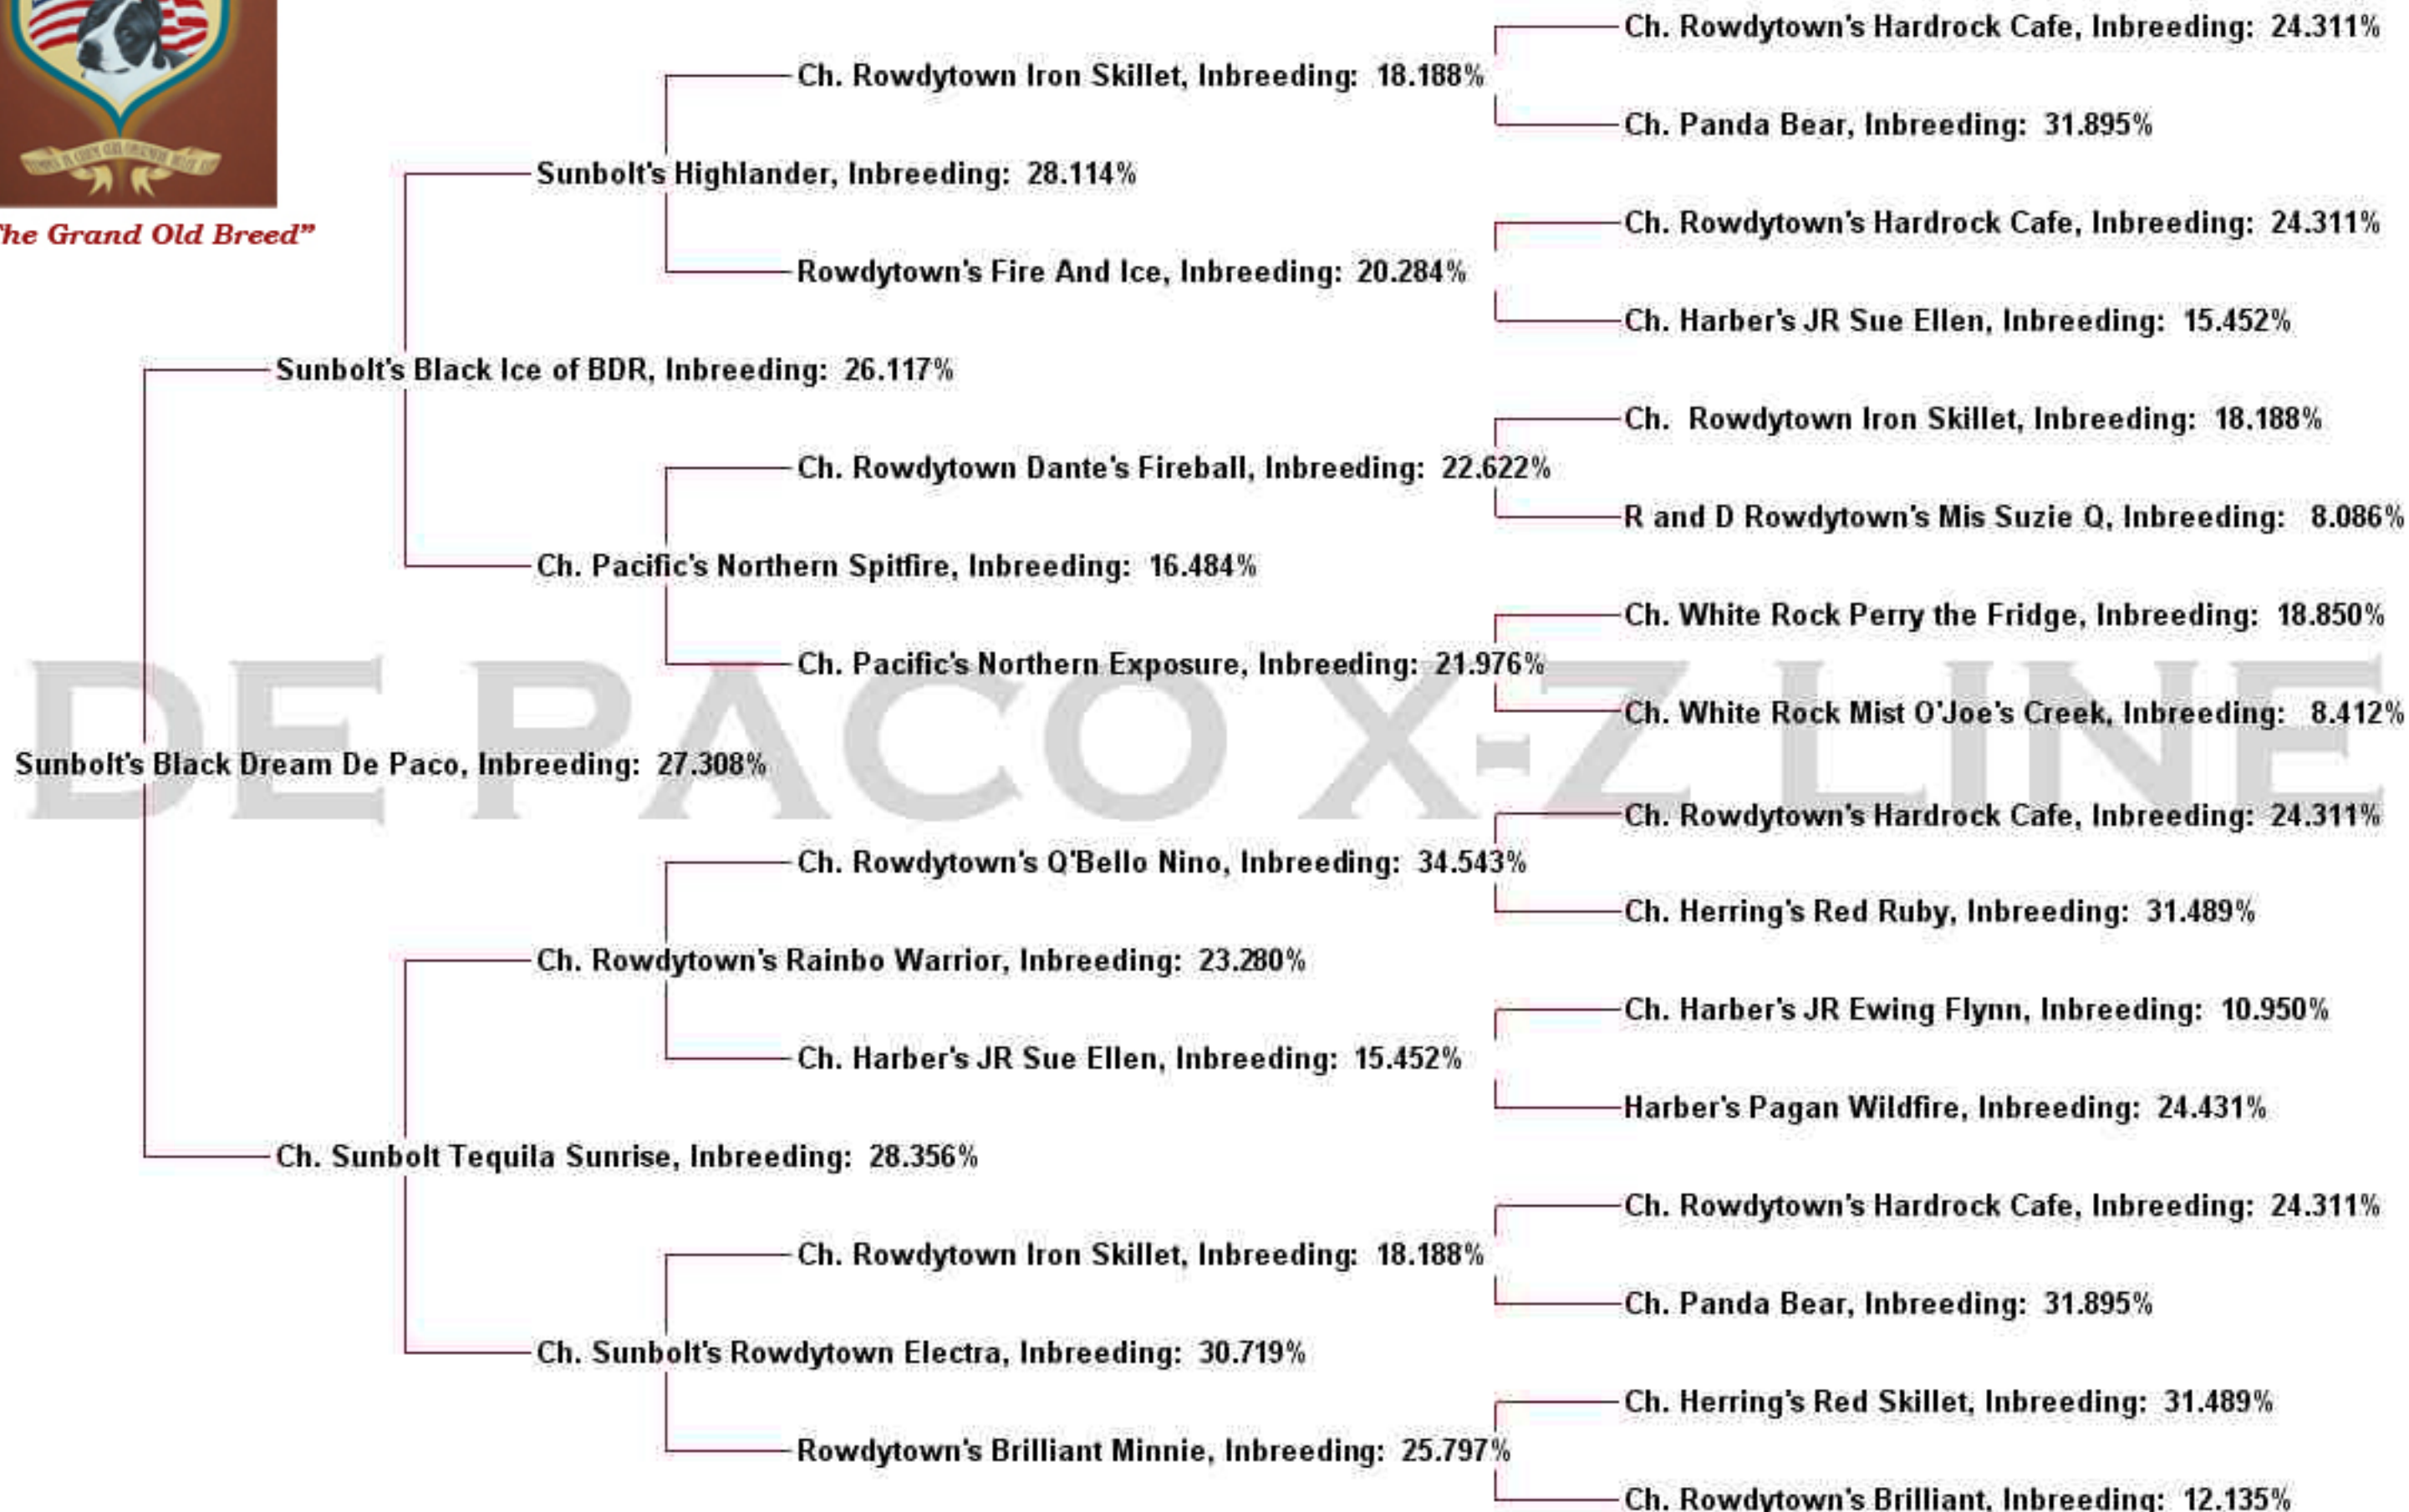 Ch. Rowdytown's Hardrock Cafe, Inbreeding: 24.311%
Ch. Rowdytown Iron Skillet, Inbreeding: 18.188%
Ch. Panda Bear, Inbreeding: 31.895%
Sunbolt's Highlander, Inbreeding: 28.114%
he Grand Old Breed"
Ch. Rowdytown's Hardrock Cafe, Inbreeding: 24.311%
Rowdytown's Fire And Ice, Inbreeding: 20.284%
Ch. Harber's JR Sue Ellen, Inbreeding: 15.452%
Sunbolt's Black Ice of BDR, Inbreeding: 26.117%
Ch. Rowdytown Iron Skillet, Inbreeding: 18.188%
Ch. Rowdytown Dante's Fireball, Inbreeding: 22.622%
R and D Rowdytown's Mis Suzie Q, Inbreeding: 8.086%
Ch. Pacific's Northern Spitfire, Inbreeding: 16.484%
Ch. White Rock Perry the Fridge, Inbreeding: 18.850%
Ch. Pacific's Northern Exposure, Inbreeding: 21.976%
Ch. White Rock Mist O'Joe's Creek, Inbreeding: 8.412%
DE PACO X-Z LINE
Sunbolt's Black Dream De Paco, Inbreeding: 27.308%
Ch. Rowdytown's Hardrock Cafe, Inbreeding: 24.311%
Ch. Rowdytown's Q'Bello Nino, Inbreeding: 34.543%
Ch. Herring's Red Ruby, Inbreeding: 31.489%
Ch. Rowdytown's Rainbo Warrior, Inbreeding: 23.280%
Ch. Harber's JR Ewing Flynn, Inbreeding: 10.950%
Ch. Harber's JR Sue Ellen, Inbreeding: 15.452%
Harber's Pagan Wildfire, Inbreeding: 24.431%
Ch. Sunbolt Tequila Sunrise, Inbreeding: 28.356%
Ch. Rowdytown's Hardrock Cafe, Inbreeding: 24.311%
Ch. Rowdytown Iron Skillet, Inbreeding: 18.188%
Ch. Panda Bear, Inbreeding: 31.895%
Ch. Sunbolt's Rowdytown Electra, Inbreeding: 30.719%
Ch. Herring's Red Skillet, Inbreeding: 31.489%
Rowdytown's Brilliant Minnie, Inbreeding: 25.797%
Ch. Rowdytown's Brilliant, Inbreeding: 12.135%